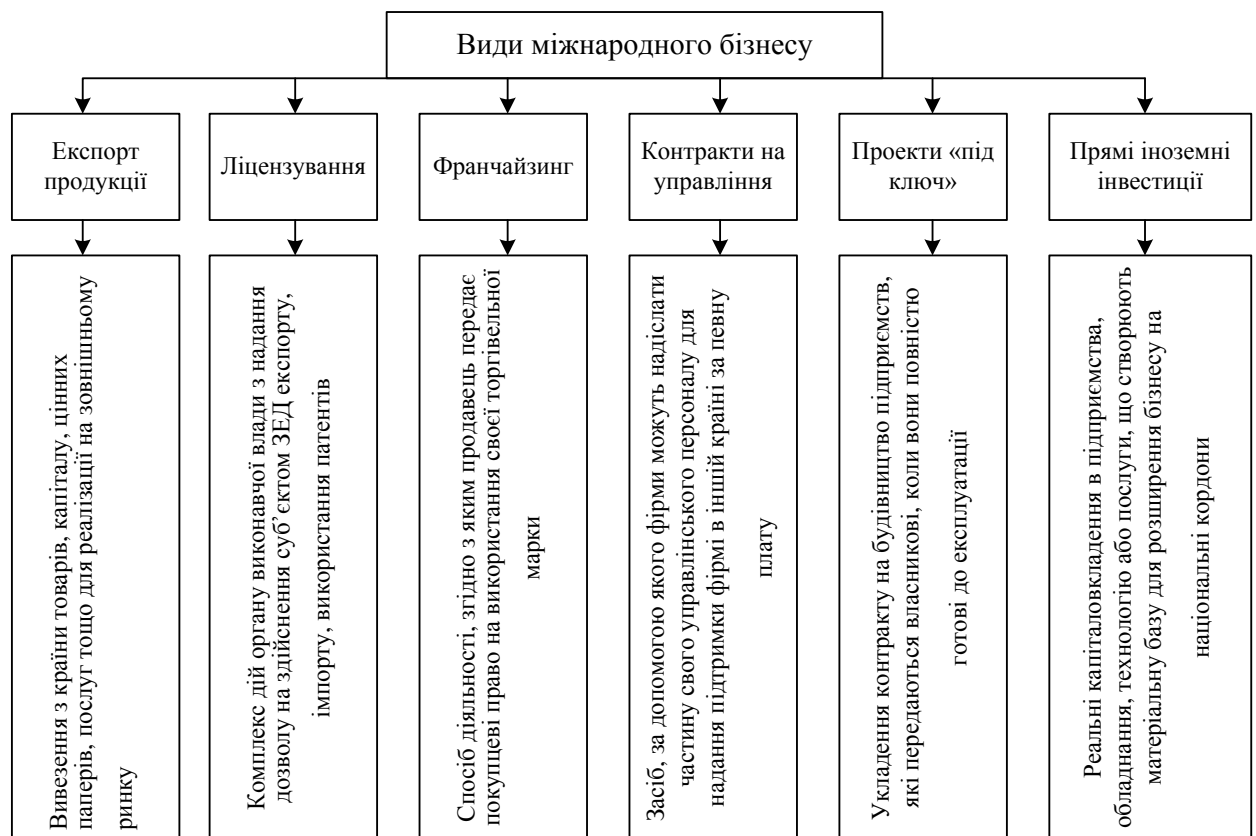 Види міжнародного бізнесу
Експорт
продукції
Ліцензування
Франчайзинг
Контракти на
управління
Проекти «під
ключ»
Прямі іноземні
інвестиції
Вивезення з країни товарів, капіталу, цінних
паперів, послуг тощо для реалізації на зовнішньому
ринку
Комплекс дій органу виконавчої влади з надання
дозволу на здійснення суб’єктом ЗЕД експорту,
імпорту, використання патентів
Спосіб діяльності, згідно з яким продавець передає
покупцеві право на використання своєї торгівельної
марки
Засіб, за допомогою якого фірми можуть надіслати
частину свого управлінського персоналу для
надання підтримки фірмі в іншій країні за певну
плату
Укладення контракту на будівництво підприємств,
які передаються власникові, коли вони повністю
готові до експлуатації
Реальні капіталовкладення в підприємства,
обладнання, технологію або послуги, що створюють
матеріальну базу для розширення бізнесу на
національні кордони